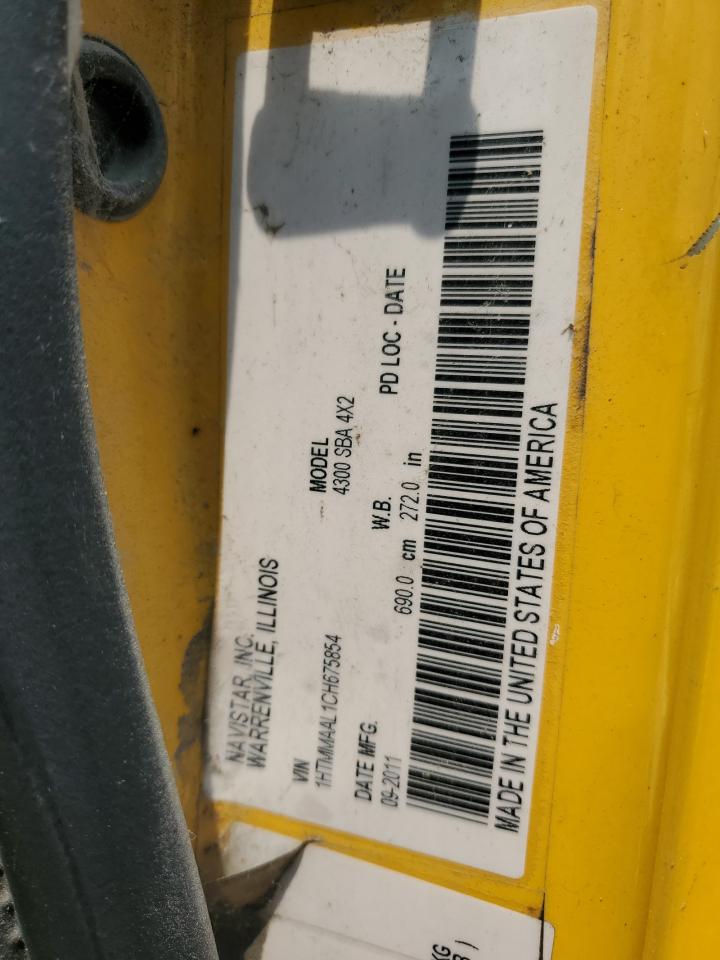 NAVISTAR, INC.
WARRENVILLE, ILLINOIS
VIN
1HTMMAAL1CH675854
MODEL
4300 SBA 4X2
DATE MFG.
09-2011
W.B.
690.0 cm 272.0 in
PD LOC - DATE
MADE IN THE UNITED STATES OF AMERICA
KG
B )